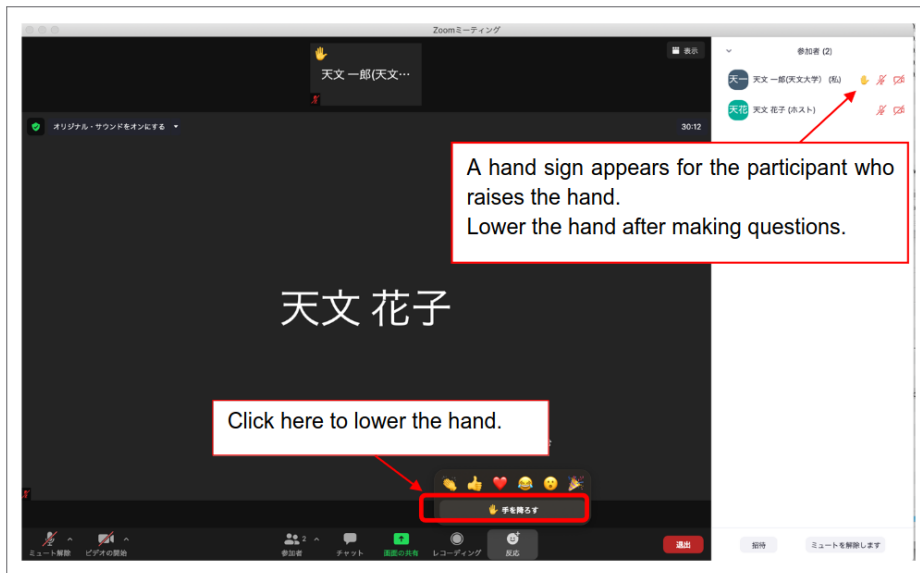 Zoomミーティング
天文 一郎(天文…
表示
参加者 (2)
天一 天文 一郎(天文大学) (私)
天花 天文 花子 (ホスト)
オリジナル・サウンドをオンにする
30:12
A hand sign appears for the participant who
raises the hand.
Lower the hand after making questions.
天文 花子
Click here to lower the hand.
手を降ろす
ミュート解除
ビデオの開始
2
参加者
チャット
画面の共有
レコーディング
反応
退出
招待
ミュートを解除します